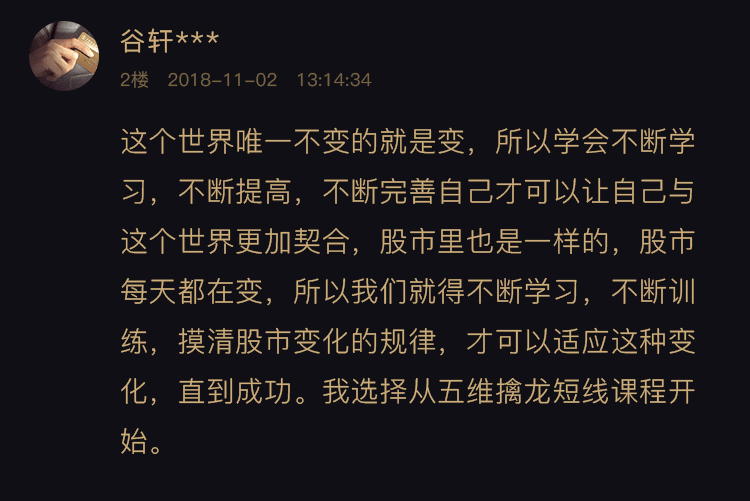 谷轩***
2楼 2018-11-02 13:14:34
这个世界唯一不变的就是变，所以学会不断学
习，不断提高，不断完善自己才可以让自己与
这个世界更加契合，股市里也是一样的，股市
每天都在变，所以我们就得不断学习，不断训
练，摸清股市变化的规律，才可以适应这种变
化，直到成功。我选择从五维擒龙短线课程开
始。